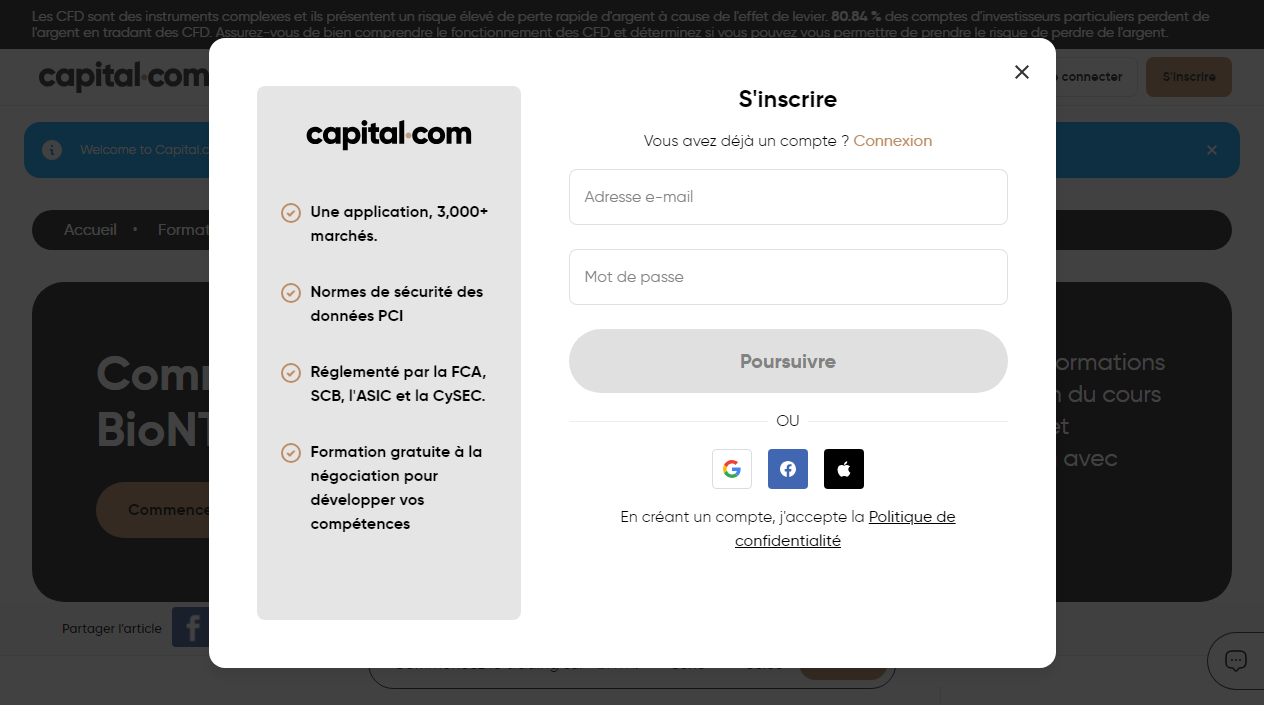 Les CFD sont des instruments complexes et ils présentent un risque élevé de perte rapide d'argent à cause de l'effet de levier. 80.84 % des comptes d'investisseurs particuliers perdent de
l'argent en tradant des CFD. Assurez-vous de bien comprendre le fonctionnement des CFD et déterminez si vous pouvez vous permettre de prendre le risque de perdre de l'argent.
capital.com
connecter
S'inscrire
Welcome to Capital.c
Accueil • Format
Comm
BioNT
ormations
du cours
et
avec
Commence
Partager l'article
capital.com
Une application, 3,000+
marchés.
Normes de sécurité des
données PCI
Réglementé par la FCA,
SCB, l'ASIC et la CySEC.
Formation gratuite à la
négociation pour
développer vos
compétences
S'inscrire
Vous avez déjà un compte ? Connexion
Adresse e-mail
Mot de passe
Poursuivre
OU
En créant un compte, j'accepte la Politique de
confidentialité